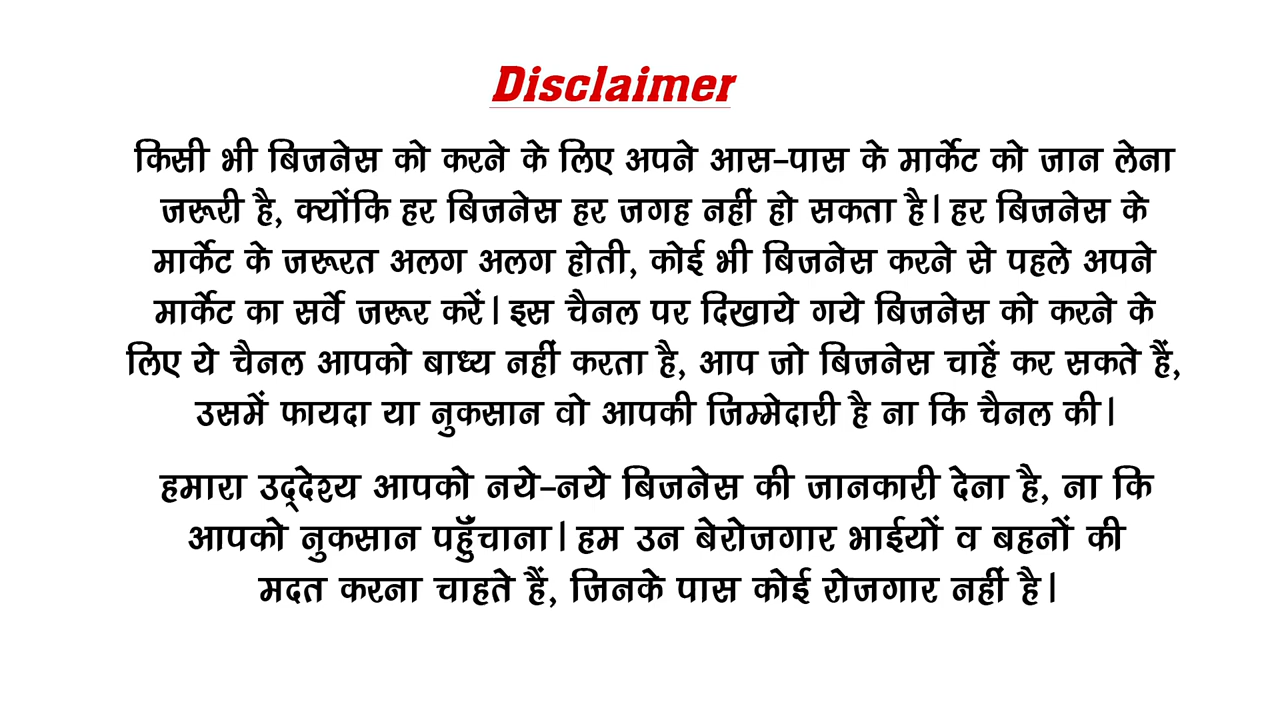 Disclaimer
किसी भी बिजनेस को करने के लिए अपने आस-पास के मार्केट को जान लेना
जरूरी है, क्योंकि हर बिजनेस हर जगह नहीं हो सकता है। हर बिजनेस के
मार्केट के जरूरत अलग अलग होती, कोई भी बिजनेस करने से पहले अपने
मार्केट का सर्वे जरूर करें। इस चैनल पर दिखाये गये बिजनेस को करने के
लिए ये चैनल आपको बाध्य नहीं करता है, आप जो बिजनेस चाहें कर सकते हैं,
उसमें फायदा या नुकसान वो आपकी जिम्मेदारी है ना कि चैनल की।
हमारा उद्देश्य आपको नये-नये बिजनेस की जानकारी देना है, ना कि
आपको नुकसान पहुँचाना। हम उन बेरोजगार भाईयों व बहनों की
मदत करना चाहते हैं, जिनके पास कोई रोजगार नहीं है।